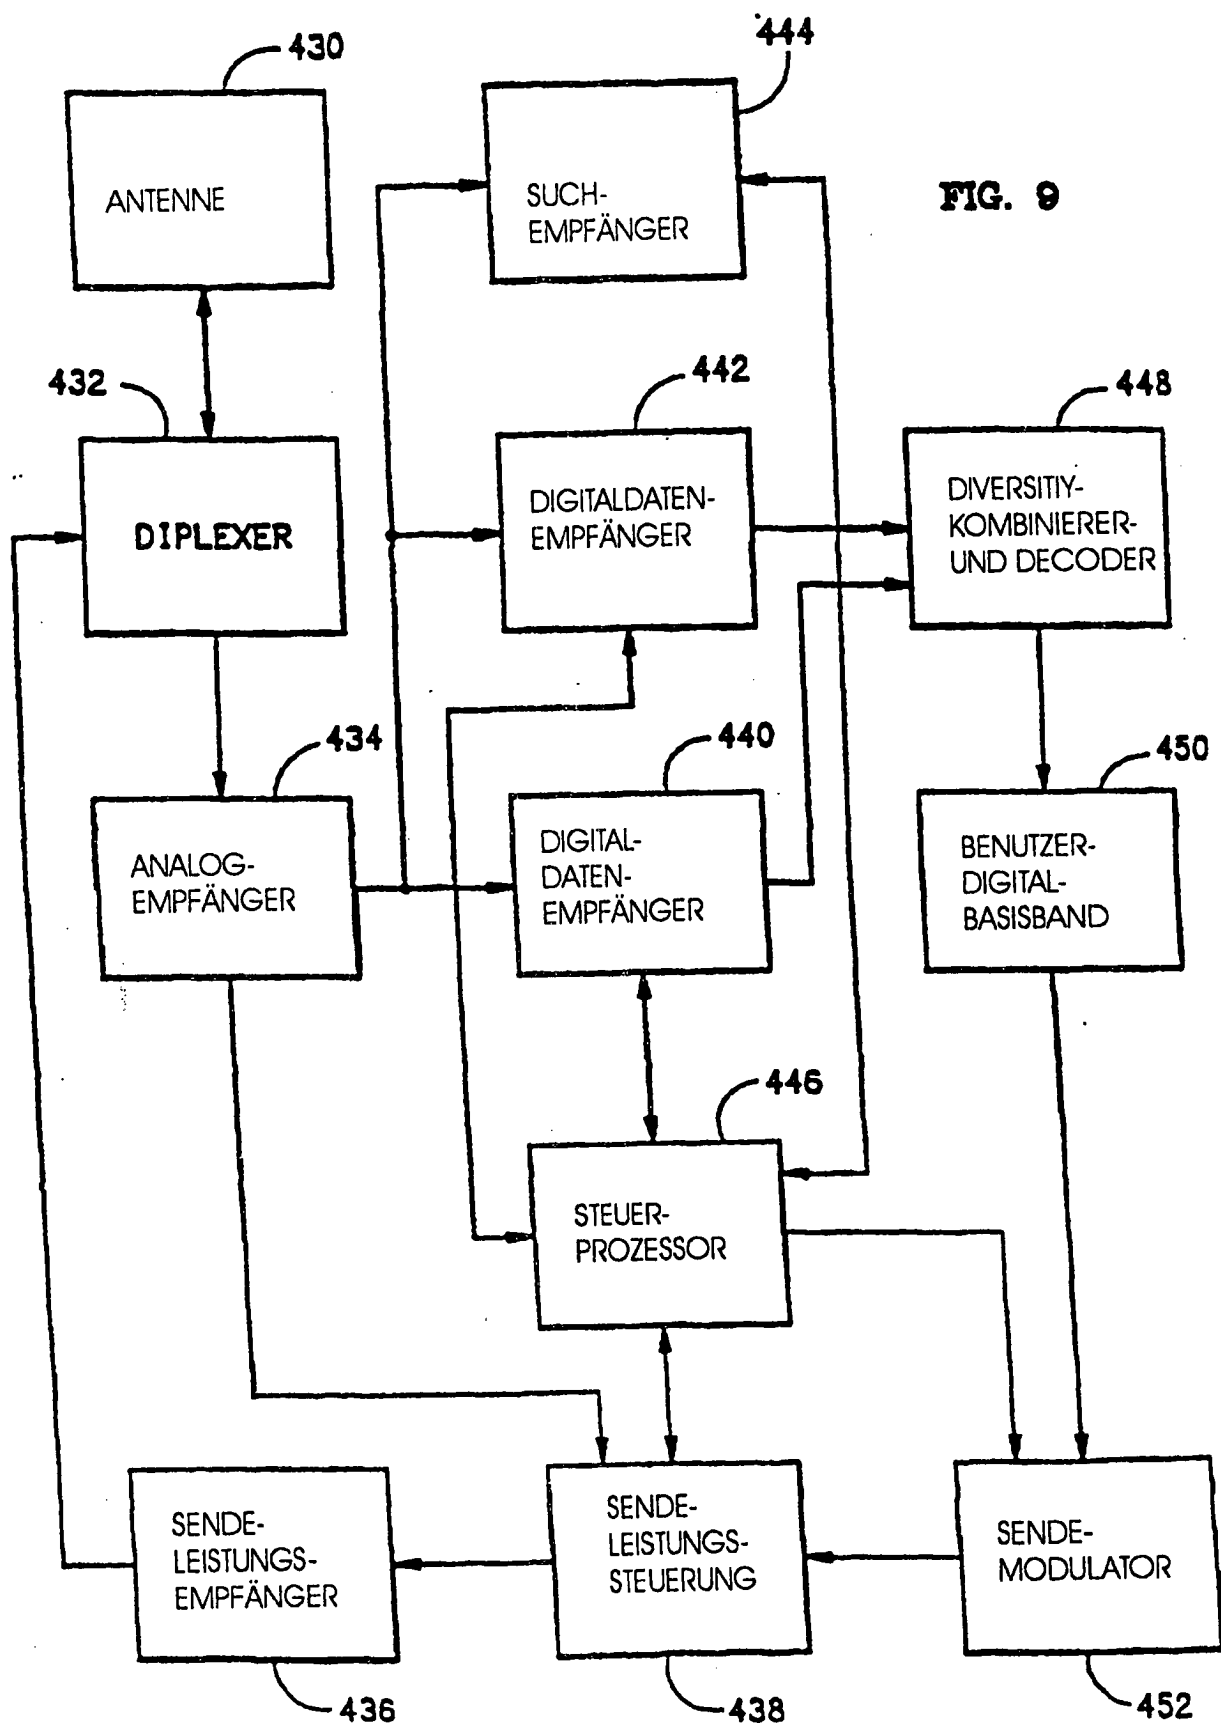 430
444
ANTENNE
SUCH-
EMPFÄNGER
FIG. 9
432
442
448
DIPLEXER
DIGITALDATEN-
EMPFÄNGER
DIVERSITIY-
KOMBINIERER-
UND DECODER
434
440
450
ANALOG-
EMPFÄNGER
DIGITAL-
DATEN-
EMPFÄNGER
BENUTZER-
DIGITAL-
BASISBAND
446
STEUER-
PROZESSOR
SENDE-
LEISTUNGS-
EMPFÄNGER
SENDE-
LEISTUNGS-
STEUERUNG
SENDE-
MODULATOR
436
438
452